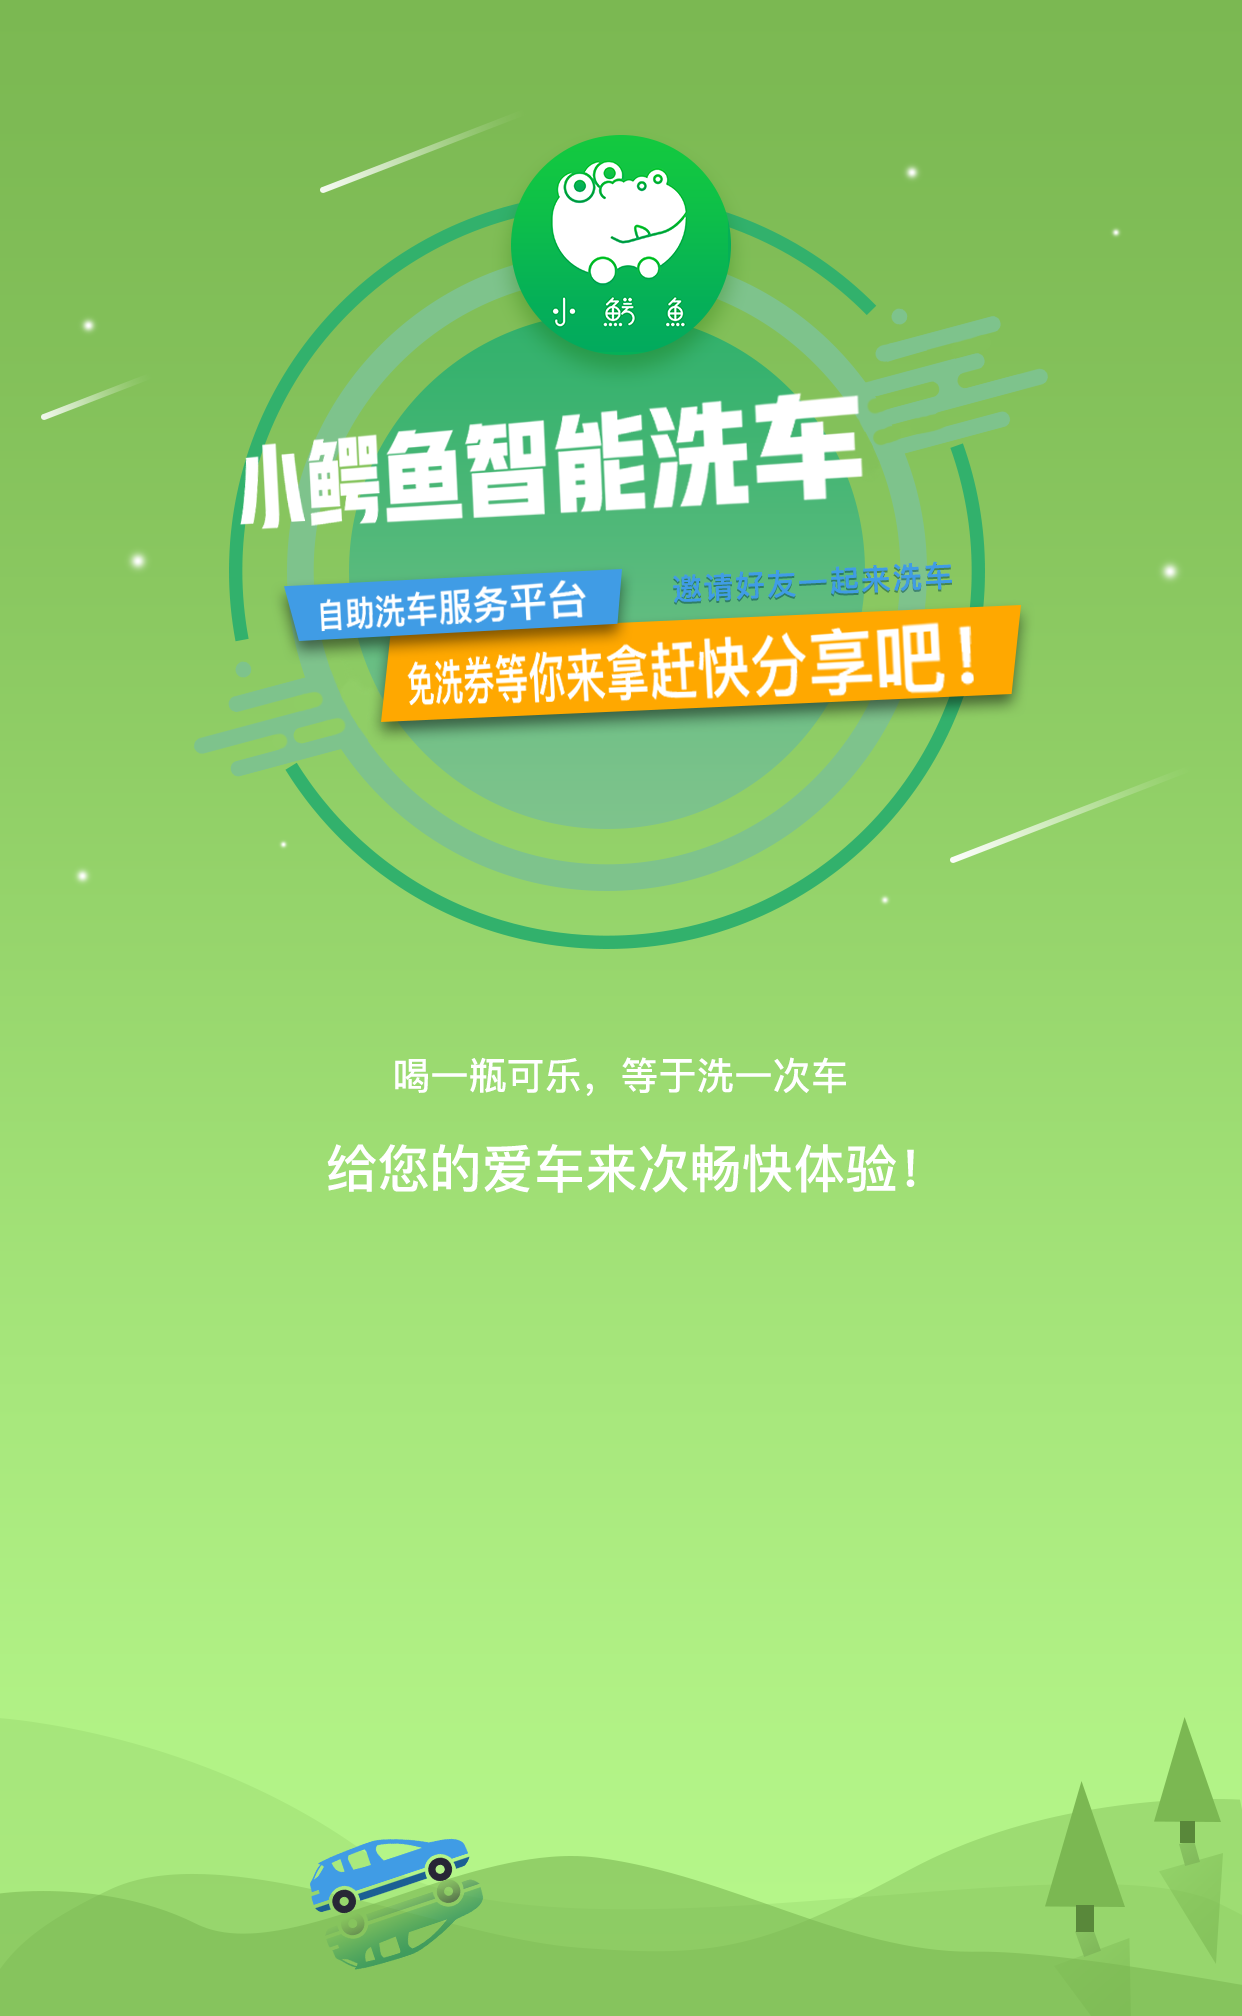 小鳄鱼
小鳄鱼智能洗车
邀请好友一起来洗车
自助洗车服务平台
免洗券等你来拿赶快分享吧！
喝一瓶可乐，等于洗一次车
给您的爱车来次畅快体验！